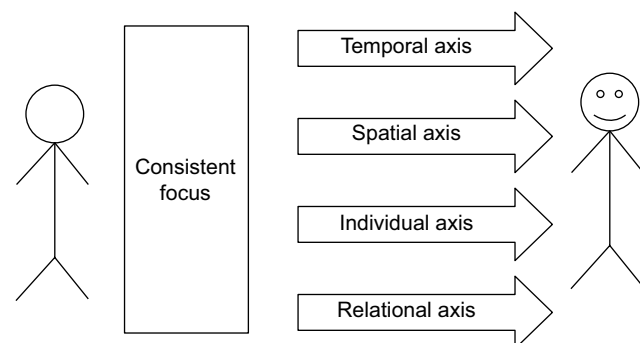 Temporal axis
Spatial axis
Consistent
focus
Individual axis
Relational axis